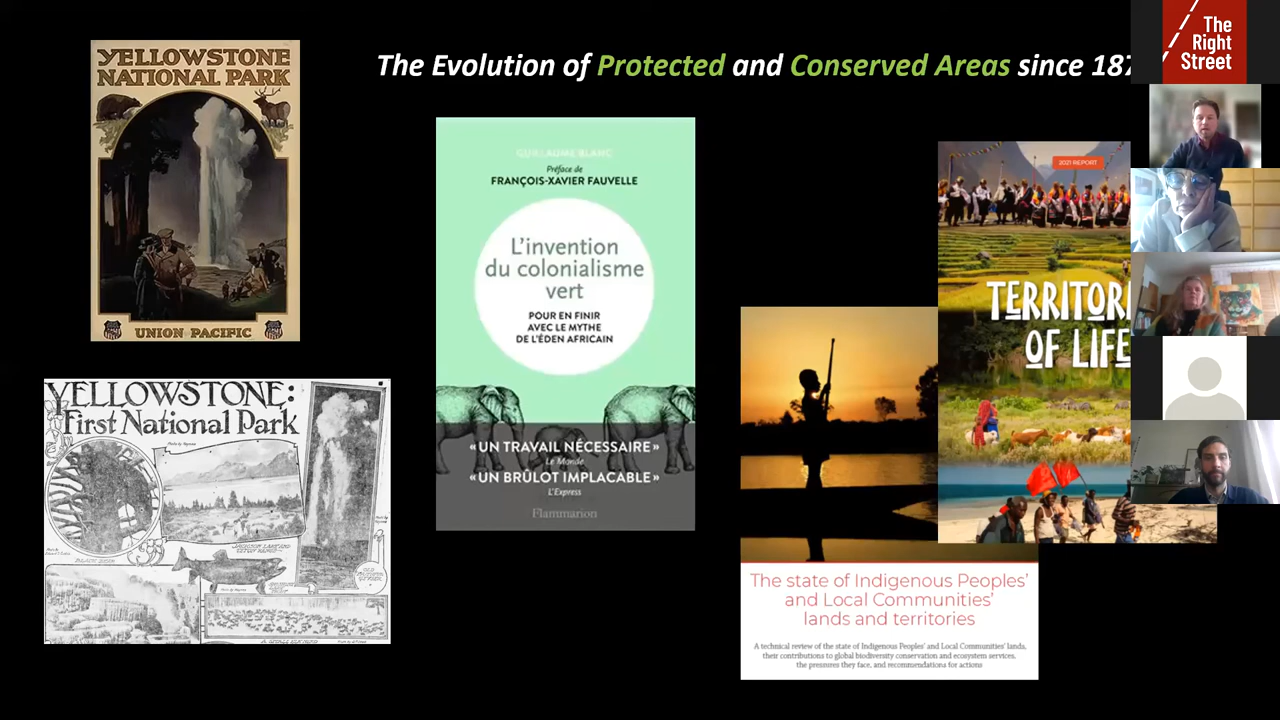 The Evolution of Protected and Conserved Areas since 187
The
Right
Street
YELLOWSTONE
NATIONAL PARK
UNION PACIFIC
YELLOWSTONE:
First National Park
GUILLAUME BLANC
Préface de
FRANÇOIS-XAVIER FAUVELLE
L'invention
du colonialisme
vert
POUR EN FINIR
AVEC LE MYTHE
DE L'ÉDEN AFRICAIN
« UN TRAVAIL NÉCESSAIRE »
Le Monde
« UN BRÛLOT IMPLACABLE »
L'Express
Flammarion
2021 REPORT
TERRITOR
OF LIFE
The state of Indigenous Peoples'
and Local Communities'
lands and territories
A technical review of the state of Indigenous Peoples' and Local Communities' lands,
their contributions to global biodiversity conservation and ecosystem services,
the pressures they face, and recommendations for actions